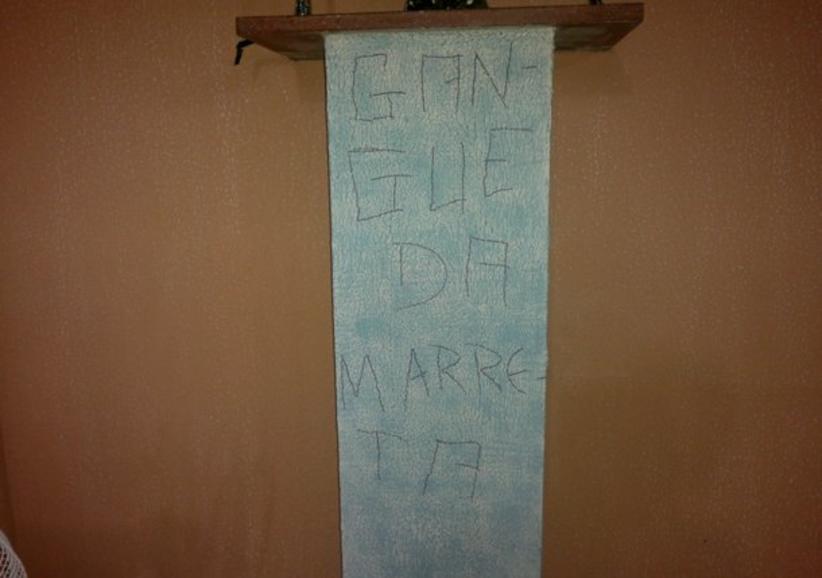 GAN-
GUE
DA
MARRE-
TA